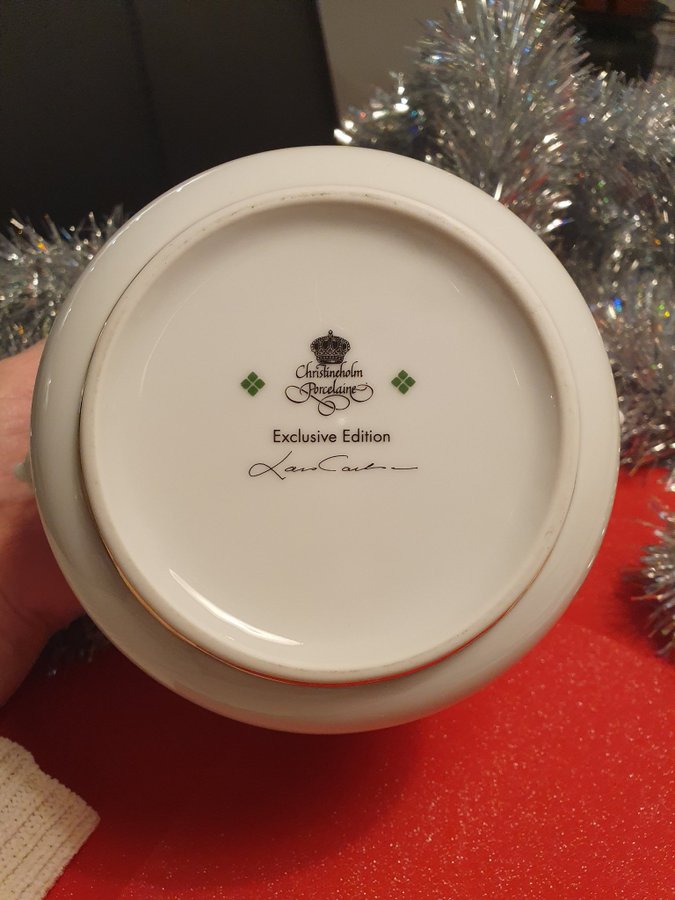 Christineholm
Porcelaine
Exclusive Edition